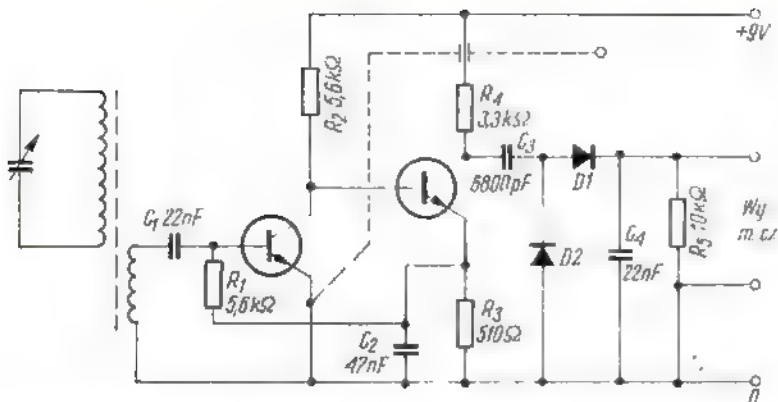 +9V
R2 5,6kΩ
R4
3,3kΩ
C3
6800pF
D1
C1 22nF
R1
5,6kΩ
D2
C4
22nF
R5 10kΩ
Wy
m.cz
C2
47nF
R3
510Ω
0